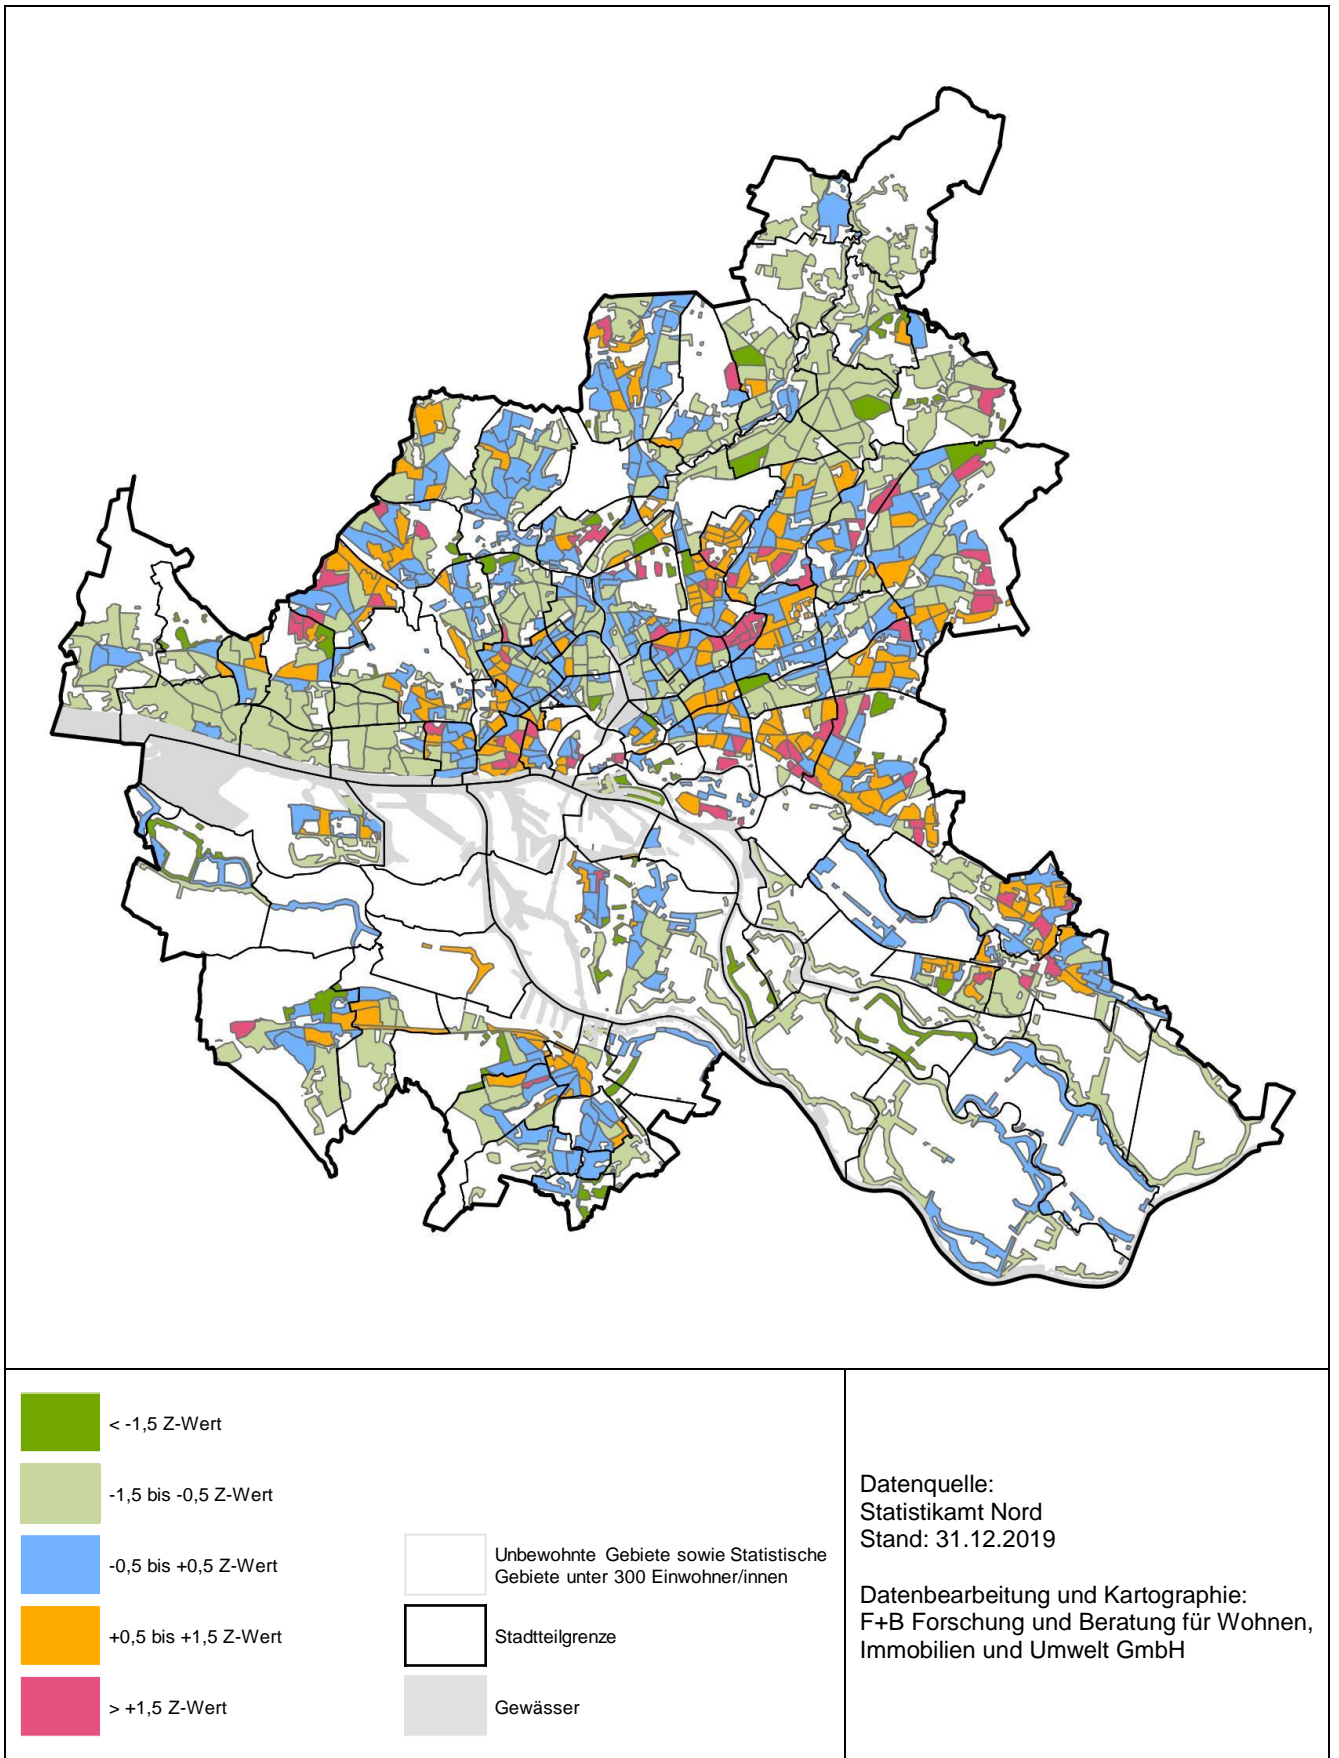 < -1,5 Z-Wert
-1,5 bis -0,5 Z-Wert
-0,5 bis +0,5 Z-Wert
+0,5 bis +1,5 Z-Wert
> +1,5 Z-Wert
Unbewohnte Gebiete sowie Statistische
Gebiete unter 300 Einwohner/innen
Stadtteilgrenze
Gewässer
Datenquelle:
Statistikamt Nord
Stand: 31.12.2019
Datenbearbeitung und Kartographie:
F+B Forschung und Beratung für Wohnen,
Immobilien und Umwelt GmbH